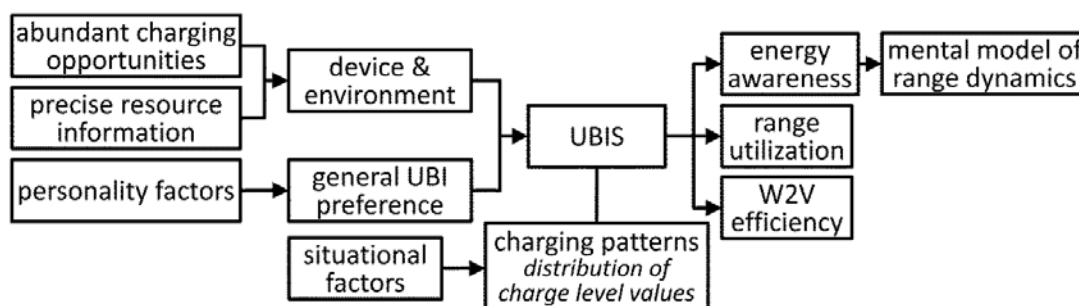 abundant charging
opportunities
precise resource
information
personality factors
device &
environment
general UBI
preference
situational
factors
UBIS
charging patterns
distribution of
charge level values
energy
awareness
mental model of
range dynamics
range
utilization
W2V
efficiency